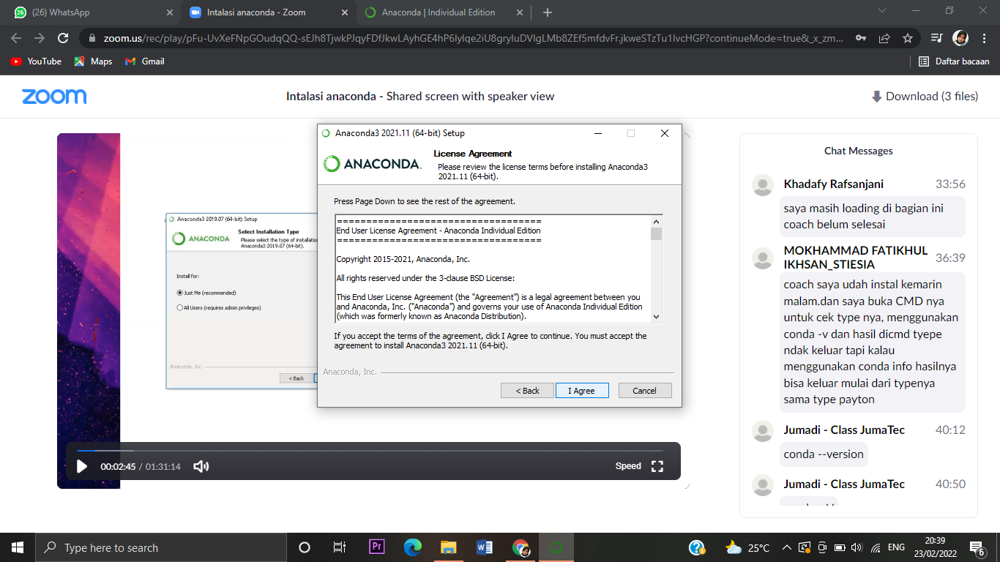 (26) WhatsApp
Intalasi anaconda - Zoom
Anaconda | Individual Edition
zoom.us/rec/play/pFu-UvXeFNpGOudqQQ-sEJh8TjwkPJqyFDfJkwLAyhGE4hP6lyIqe2iU8gryIuDVIgLMb8ZEf5mfdvFr.jkweSTzTu1lvcHGP?continueMode=true&_x_zm...
YouTube
Maps
Gmail
Daftar bacaan
zoom
Intalasi anaconda - Shared screen with speaker view
Download (3 files)
Anaconda3 2019.07 (64-bit) Setup
ANACONDA
Select Installation Type
Please select the type of installatio
Anaconda3 2019.07 (64-bit).
Install for:
Just Me (recommended)
All Users (requires admin privileges)
Anaconda, Inc.
< Back
Anaconda3 2021.11 (64-bit) Setup
ANACONDA.
License Agreement
Please review the license terms before installing Anaconda3
2021.11 (64-bit).
Press Page Down to see the rest of the agreement.
===================================
End User License Agreement - Anaconda Individual Edition
===================================
Copyright 2015-2021, Anaconda, Inc.
All rights reserved under the 3-clause BSD License:
This End User License Agreement (the "Agreement") is a legal agreement between you
and Anaconda, Inc. ("Anaconda") and governs your use of Anaconda Individual Edition
(which was formerly known as Anaconda Distribution).
If you accept the terms of the agreement, click I Agree to continue. You must accept the
agreement to install Anaconda3 2021.11 (64-bit).
Anaconda, Inc.
< Back
I Agree
Cancel
00:02:45 / 01:31:14
Speed
Chat Messages
Khadafy Rafsanjani 33:56
saya masih loading di bagian ini
coach belum selesai
MOKHAMMAD FATIKHUL
IKHSAN_STIESIA 36:39
coach saya udah instal kemarin
malam.dan saya buka CMD nya
untuk cek type nya, menggunakan
conda -v dan hasil dicmd tyepe
ndak keluar tapi kalau
menggunakan conda info hasilnya
bisa keluar mulai dari typenya
sama type payton
Jumadi - Class JumaTec 40:12
conda --version
Jumadi - Class JumaTec 40:50
Type here to search
Pr
25°C
ENG
20:39
23/02/2022
6